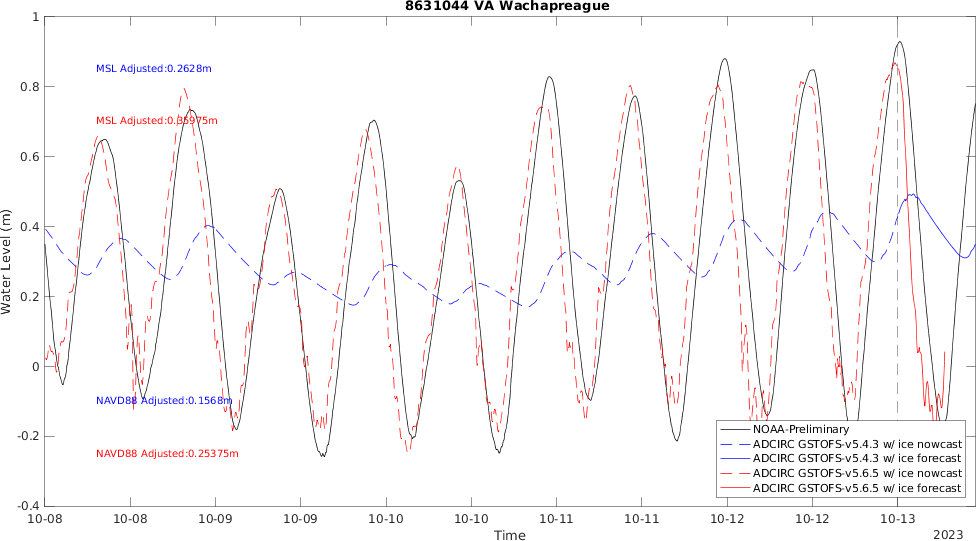 8631044 VA Wachapreague
1
0.8
0.6
0.4
0.2
0
-0.2
-0.4
Water Level (m)
MSL Adjusted:0.2628m
MSL Adjusted:0.35975m
NAVD88 Adjusted:0.1568m
NAVD88 Adjusted:0.25375m
NOAA-Preliminary
ADCIRC GSTOFS-v5.4.3 w/ ice nowcast
ADCIRC GSTOFS-v5.4.3 w/ ice forecast
ADCIRC GSTOFS-v5.6.5 w/ ice nowcast
ADCIRC GSTOFS-v5.6.5 w/ ice forecast
10-08 10-08 10-09 10-09 10-10 10-10 10-11 10-11 10-12 10-12 10-13
Time
2023